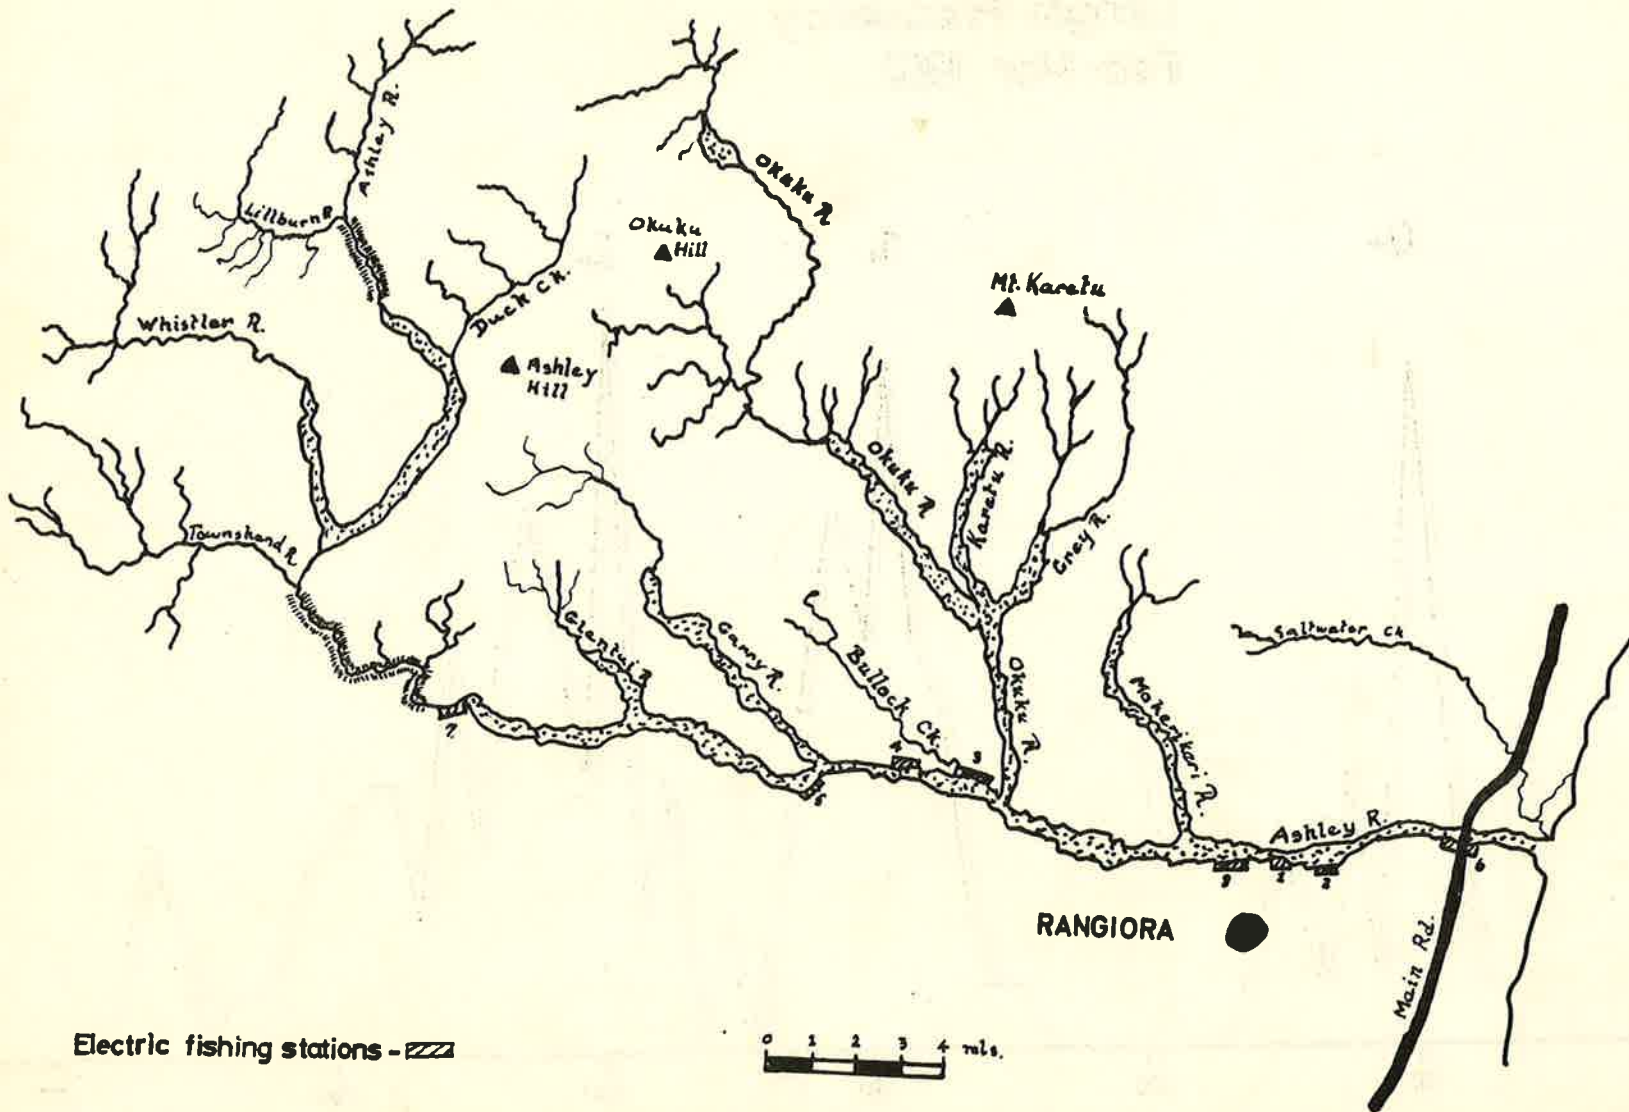 Ashley R.
Okuku R
Lillburn R
Okuku
Hill
Duck Ck.
Mt. Karetu
Whistler R.
Ashley
Hill
Okuku R
Karetu R.
Grey R.
Townshend R
Glentui R
Garry R.
Bullock Ck.
Okuku R.
Makerikari R.
Saltwater Ck
7
5
4
3
Ashley R.
1
2
6
RANGIORA
Main Rd.
Electric fishing stations -
0 1 2 3 4 mls.